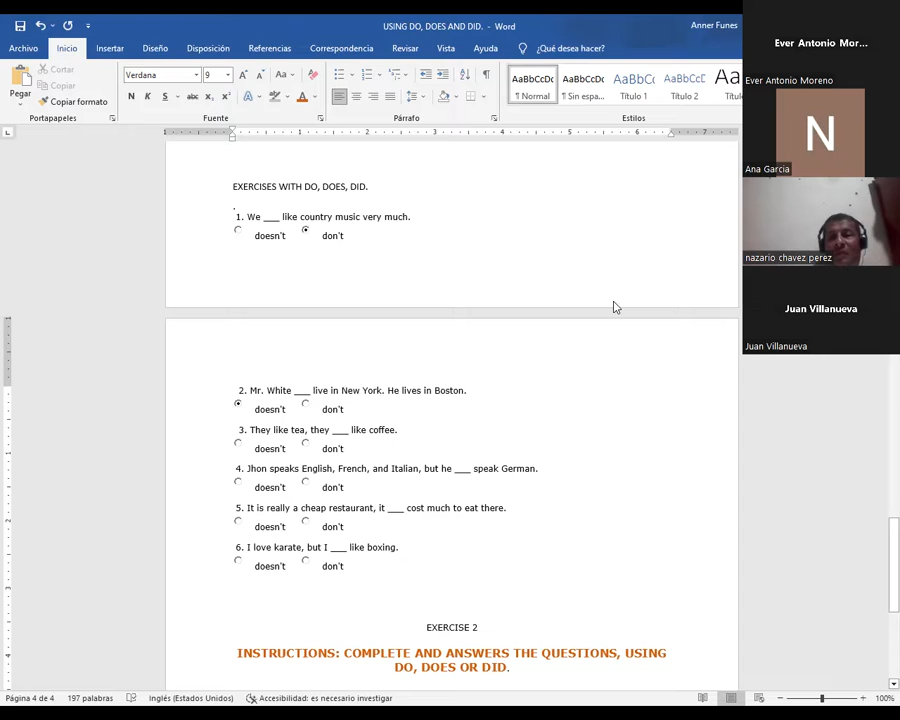 USING DO, DOES AND DID. - Word
Anner Funes
Archivo Inicio Insertar Diseño Disposición Referencias Correspondencia Revisar Vista Ayuda ¿Qué desea hacer?
Pegar
Cortar
Copiar
Copiar formato
Portapapeles
Verdana 9
Aa
N K S abc x₂ x²
Fuente
Párrafo
AaBbCcDc
¶ Normal
AaBbCcDc
¶ Sin espa...
AaBbCc
Título 1
AaBbCcD
Título 2
Estilos
EXERCISES WITH DO, DOES, DID.
.
1. We ___ like country music very much.
doesn't don't
2. Mr. White ___ live in New York. He lives in Boston.
doesn't don't
3. They like tea, they ___ like coffee.
doesn't don't
4. Jhon speaks English, French, and Italian, but he ___ speak German.
doesn't don't
5. It is really a cheap restaurant, it ___ cost much to eat there.
doesn't don't
6. I love karate, but I ___ like boxing.
doesn't don't
EXERCISE 2
INSTRUCTIONS: COMPLETE AND ANSWERS THE QUESTIONS, USING
DO, DOES OR DID.
Página 4 de 4 197 palabras Inglés (Estados Unidos) Accesibilidad: es necesario investigar 100%
Ever Antonio Mor...
Ever Antonio Moreno
N
Ana Garcia
nazario chavez perez
Juan Villanueva
Juan Villanueva